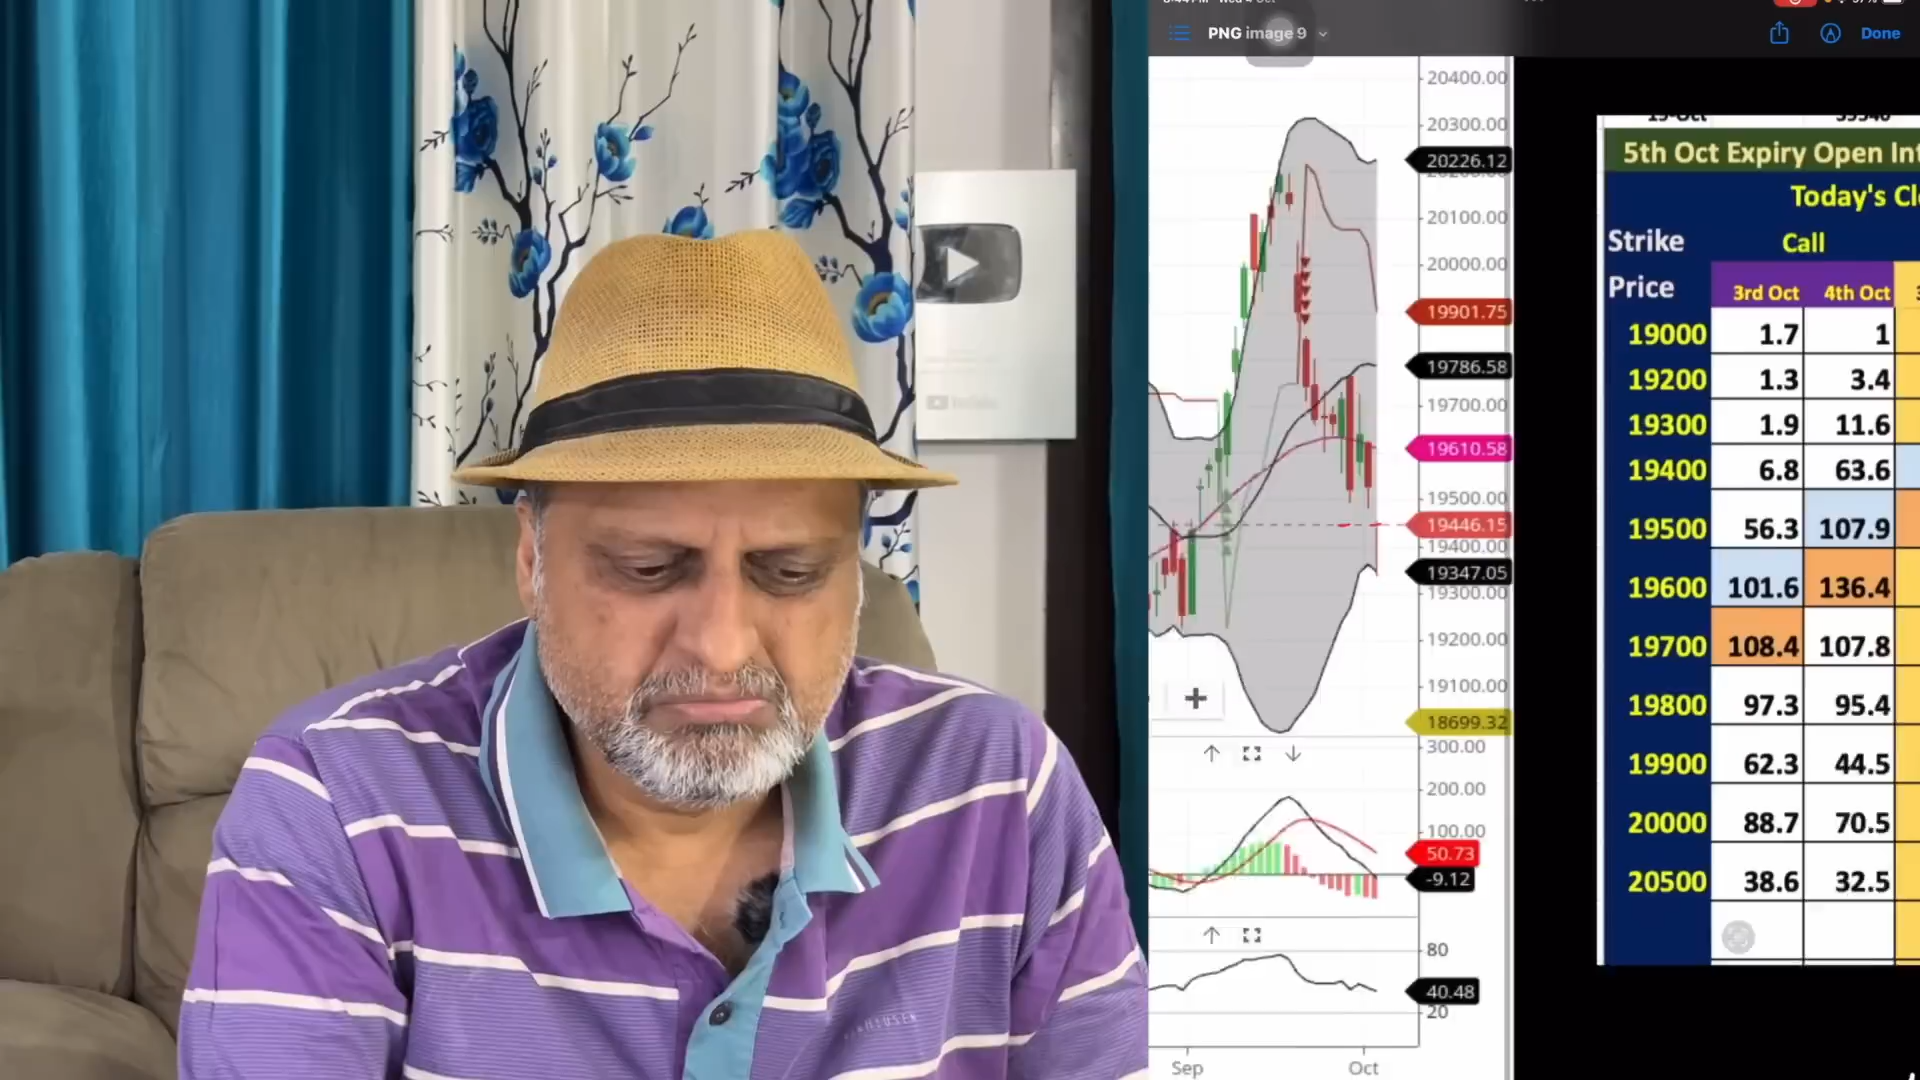 PNG image 9
Done
20400.00
20300.00
20226.12
20100.00
20000.00
19901.75
19786.58
19700.00
19610.58
19500.00
19446.15
19400.00
19347.05
19300.00
19200.00
19100.00
18699.32
300.00
200.00
100.00
50.73
-9.12
80
40.48
20
Sep Oct
5th Oct Expiry Open Int
Today's Cl
Strike Call
Price 3rd Oct 4th Oct
19000 1.7 1
19200 1.3 3.4
19300 1.9 11.6
19400 6.8 63.6
19500 56.3 107.9
19600 101.6 136.4
19700 108.4 107.8
19800 97.3 95.4
19900 62.3 44.5
20000 88.7 70.5
20500 38.6 32.5